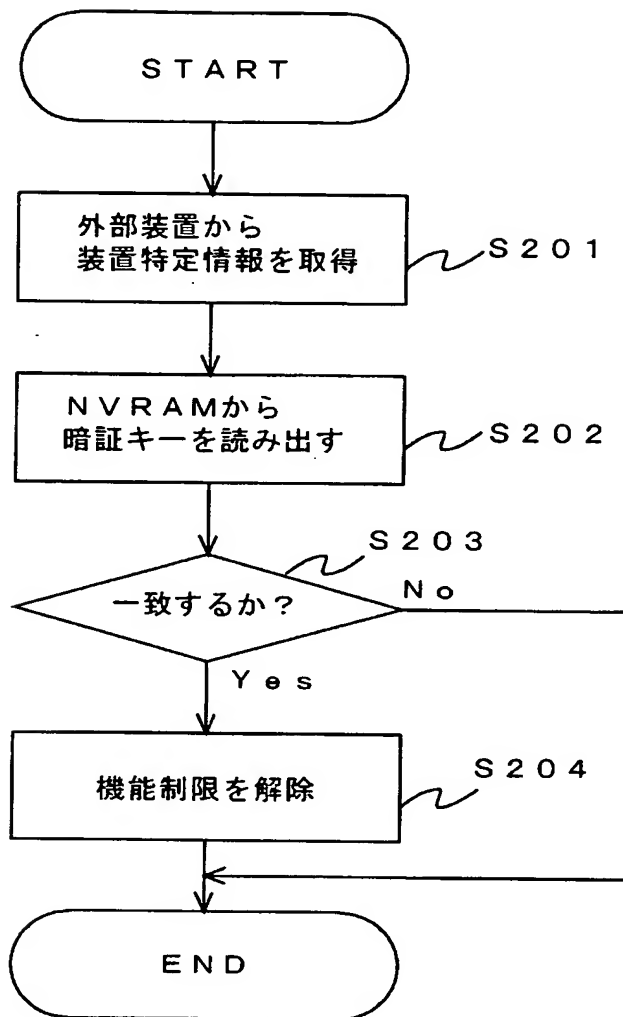 START
外部装置から
装置特定情報を取得
S201
NVRAMから
暗証キーを読み出す
S202
S203
一致するか？
No
Yes
機能制限を解除
S204
END